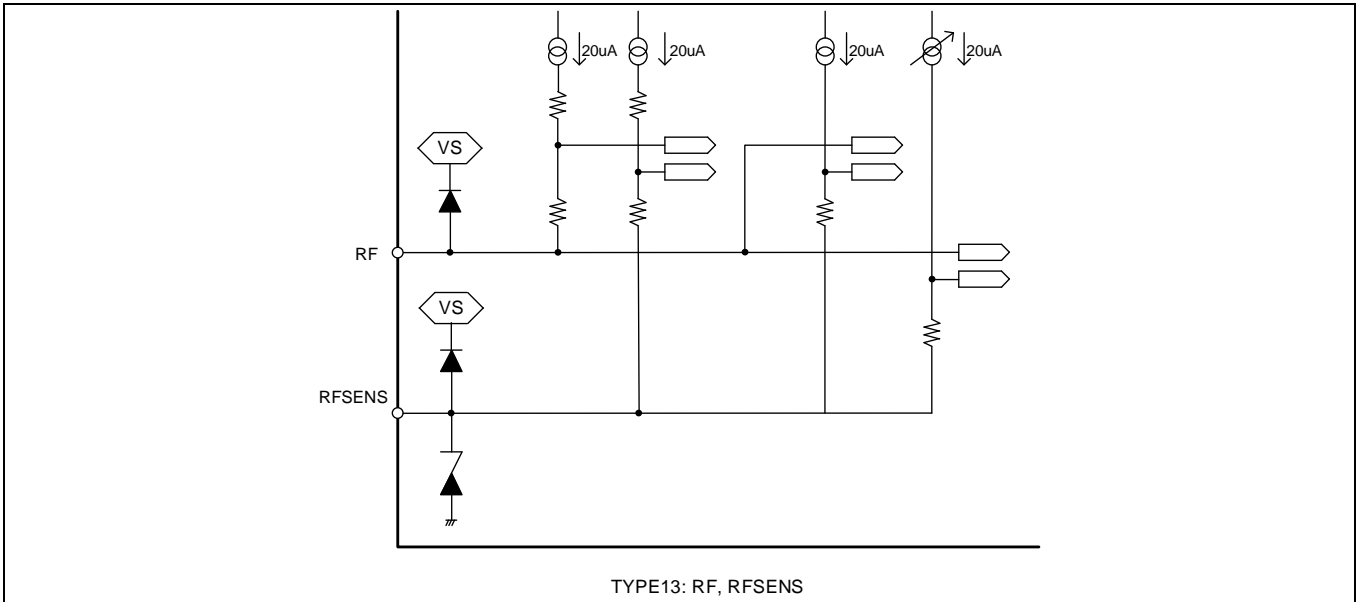 20uA 20uA 20uA 20uA
VS
RF
VS
RFSENS
TYPE13: RF, RFSENS